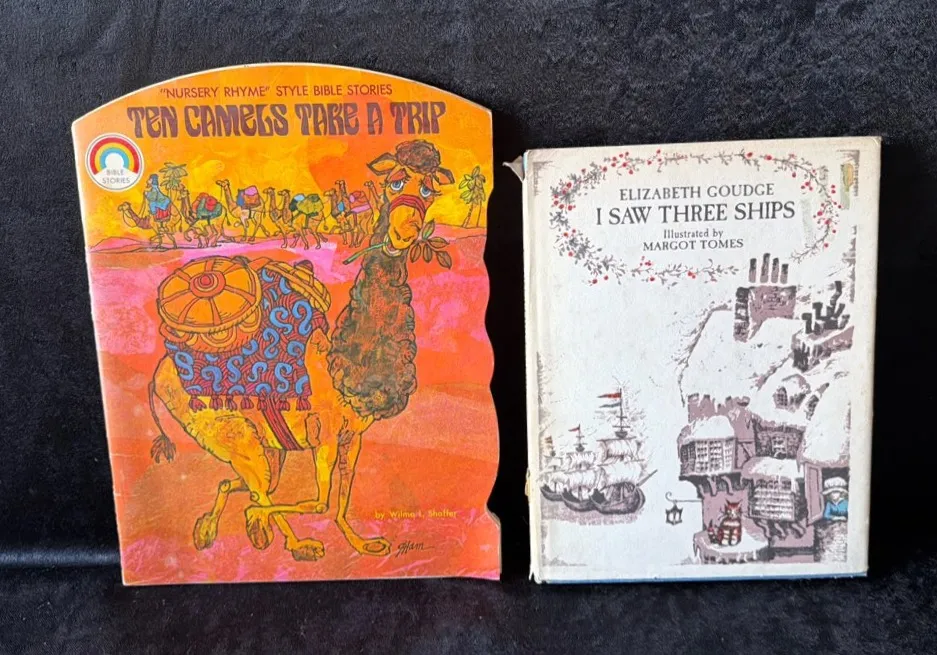 "NURSERY RHYME" STYLE BIBLE STORIES
TEN CAMELS TAKE A TRIP
BIBLE
STORIES
by Wilma L. Shaffer
ELIZABETH GOUDGE
I SAW THREE SHIPS
Illustrated by
MARGOT TOMES